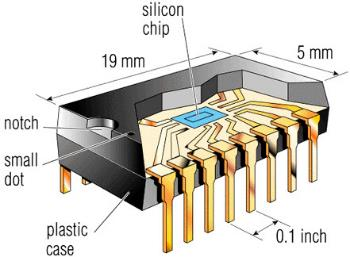 silicon
chip
19 mm
5 mm
notch
small
dot
plastic
case
0.1 inch